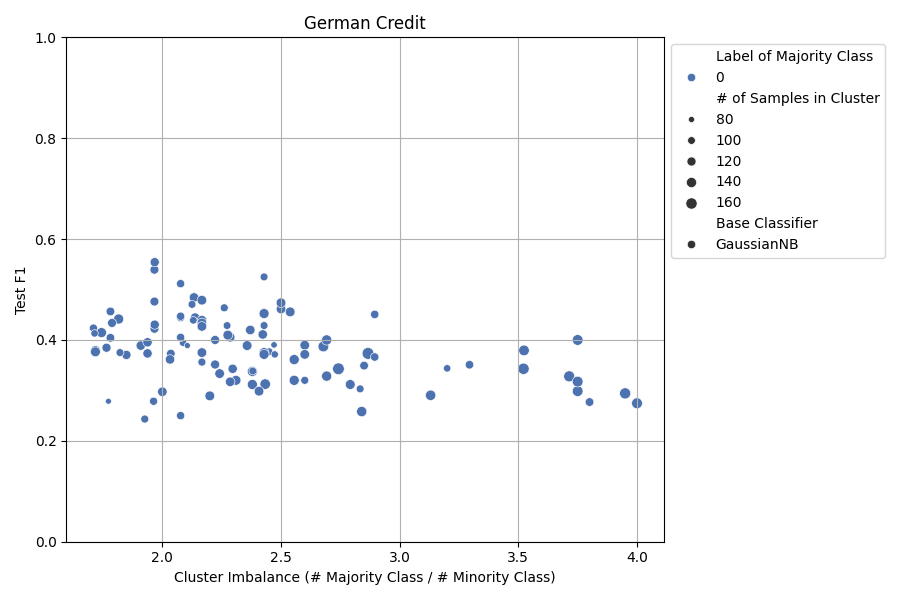 German Credit
1.0
0.8
0.6
0.4
0.2
0.0
Test F1
2.0 2.5 3.0 3.5 4.0
Cluster Imbalance (# Majority Class / # Minority Class)
Label of Majority Class
0
# of Samples in Cluster
80
100
120
140
160
Base Classifier
GaussianNB